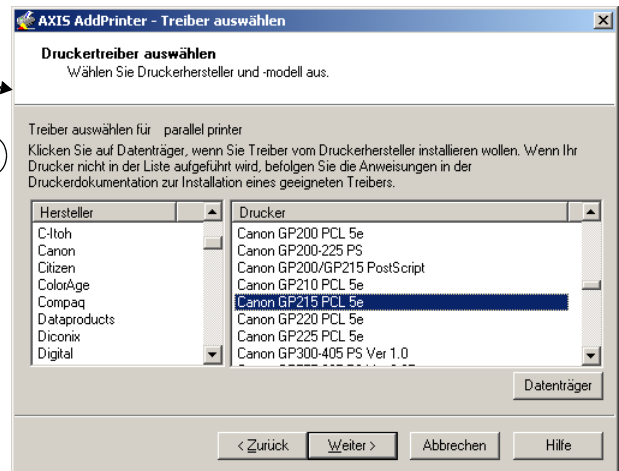 AXIS AddPrinter - Treiber auswählen
Druckertreiber auswählen
Wählen Sie Druckerhersteller und -modell aus.
Treiber auswählen für parallel printer
Klicken Sie auf Datenträger, wenn Sie Treiber vom Druckerhersteller installieren wollen. Wenn Ihr
Drucker nicht in der Liste aufgeführt wird, befolgen Sie die Anweisungen in der
Druckerdokumentation zur Installation eines geeigneten Treibers.
Hersteller
C-Itoh
Canon
Citizen
ColorAge
Compaq
Dataproducts
Diconix
Digital
Drucker
Canon GP200 PCL 5e
Canon GP200-225 PS
Canon GP200/GP215 PostScript
Canon GP210 PCL 5e
Canon GP215 PCL 5e
Canon GP220 PCL 5e
Canon GP225 PCL 5e
Canon GP300-405 PS Ver 1.0
Datenträger
< Zurück
Weiter >
Abbrechen
Hilfe